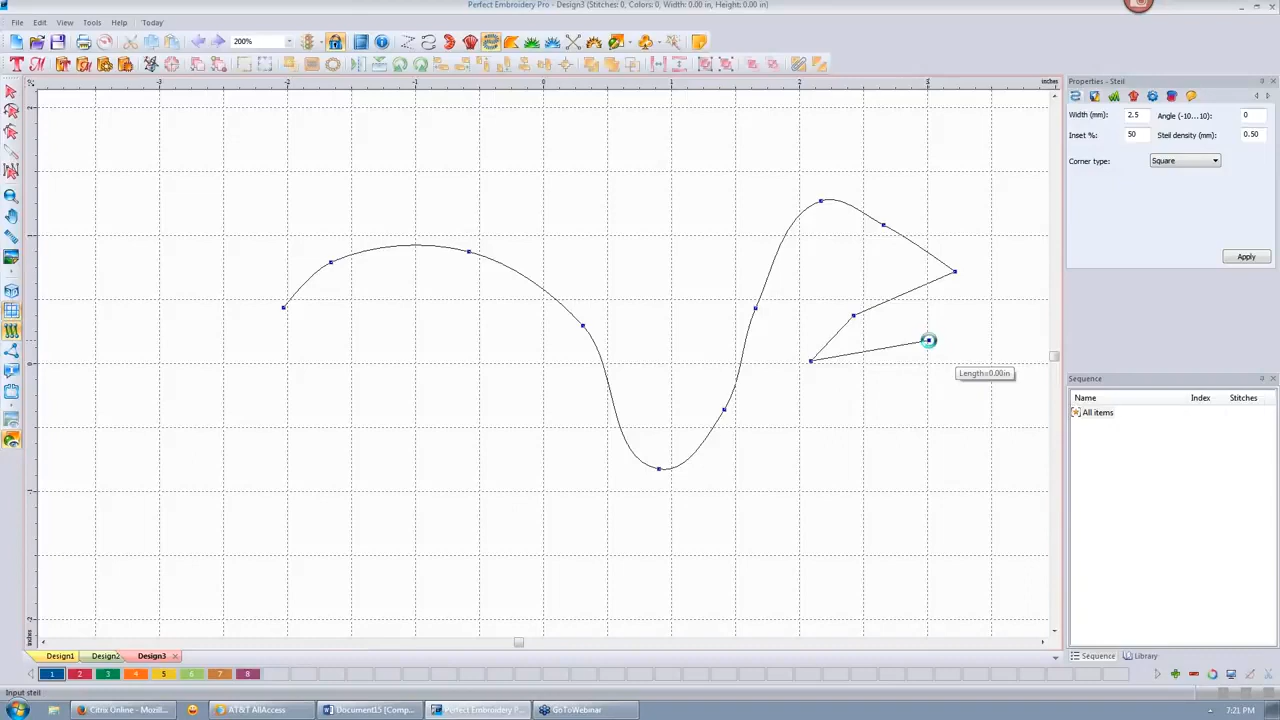 Perfect Embroidery Pro - Design3 (Stitches: 0, Colors: 0, Width: 0.00 in, Height: 0.00 in)
File Edit View Tools Help Today
200%
inches
Properties - Steil
Width (mm): 2.5 Angle (-10...10): 0
Inset %: 50 Steil density (mm): 0.50
Corner type: Square
Apply
Length=0.00in
Sequence
Name Index Stitches
All items
Design1 Design2 Design3
Sequence Library
1 2 3 4 5 6 7 8
Input steil
Citrix Online - Mozill... AT&T AllAccess Document15 [Comp... Perfect Embroidery P... GoToWebinar 7:21 PM